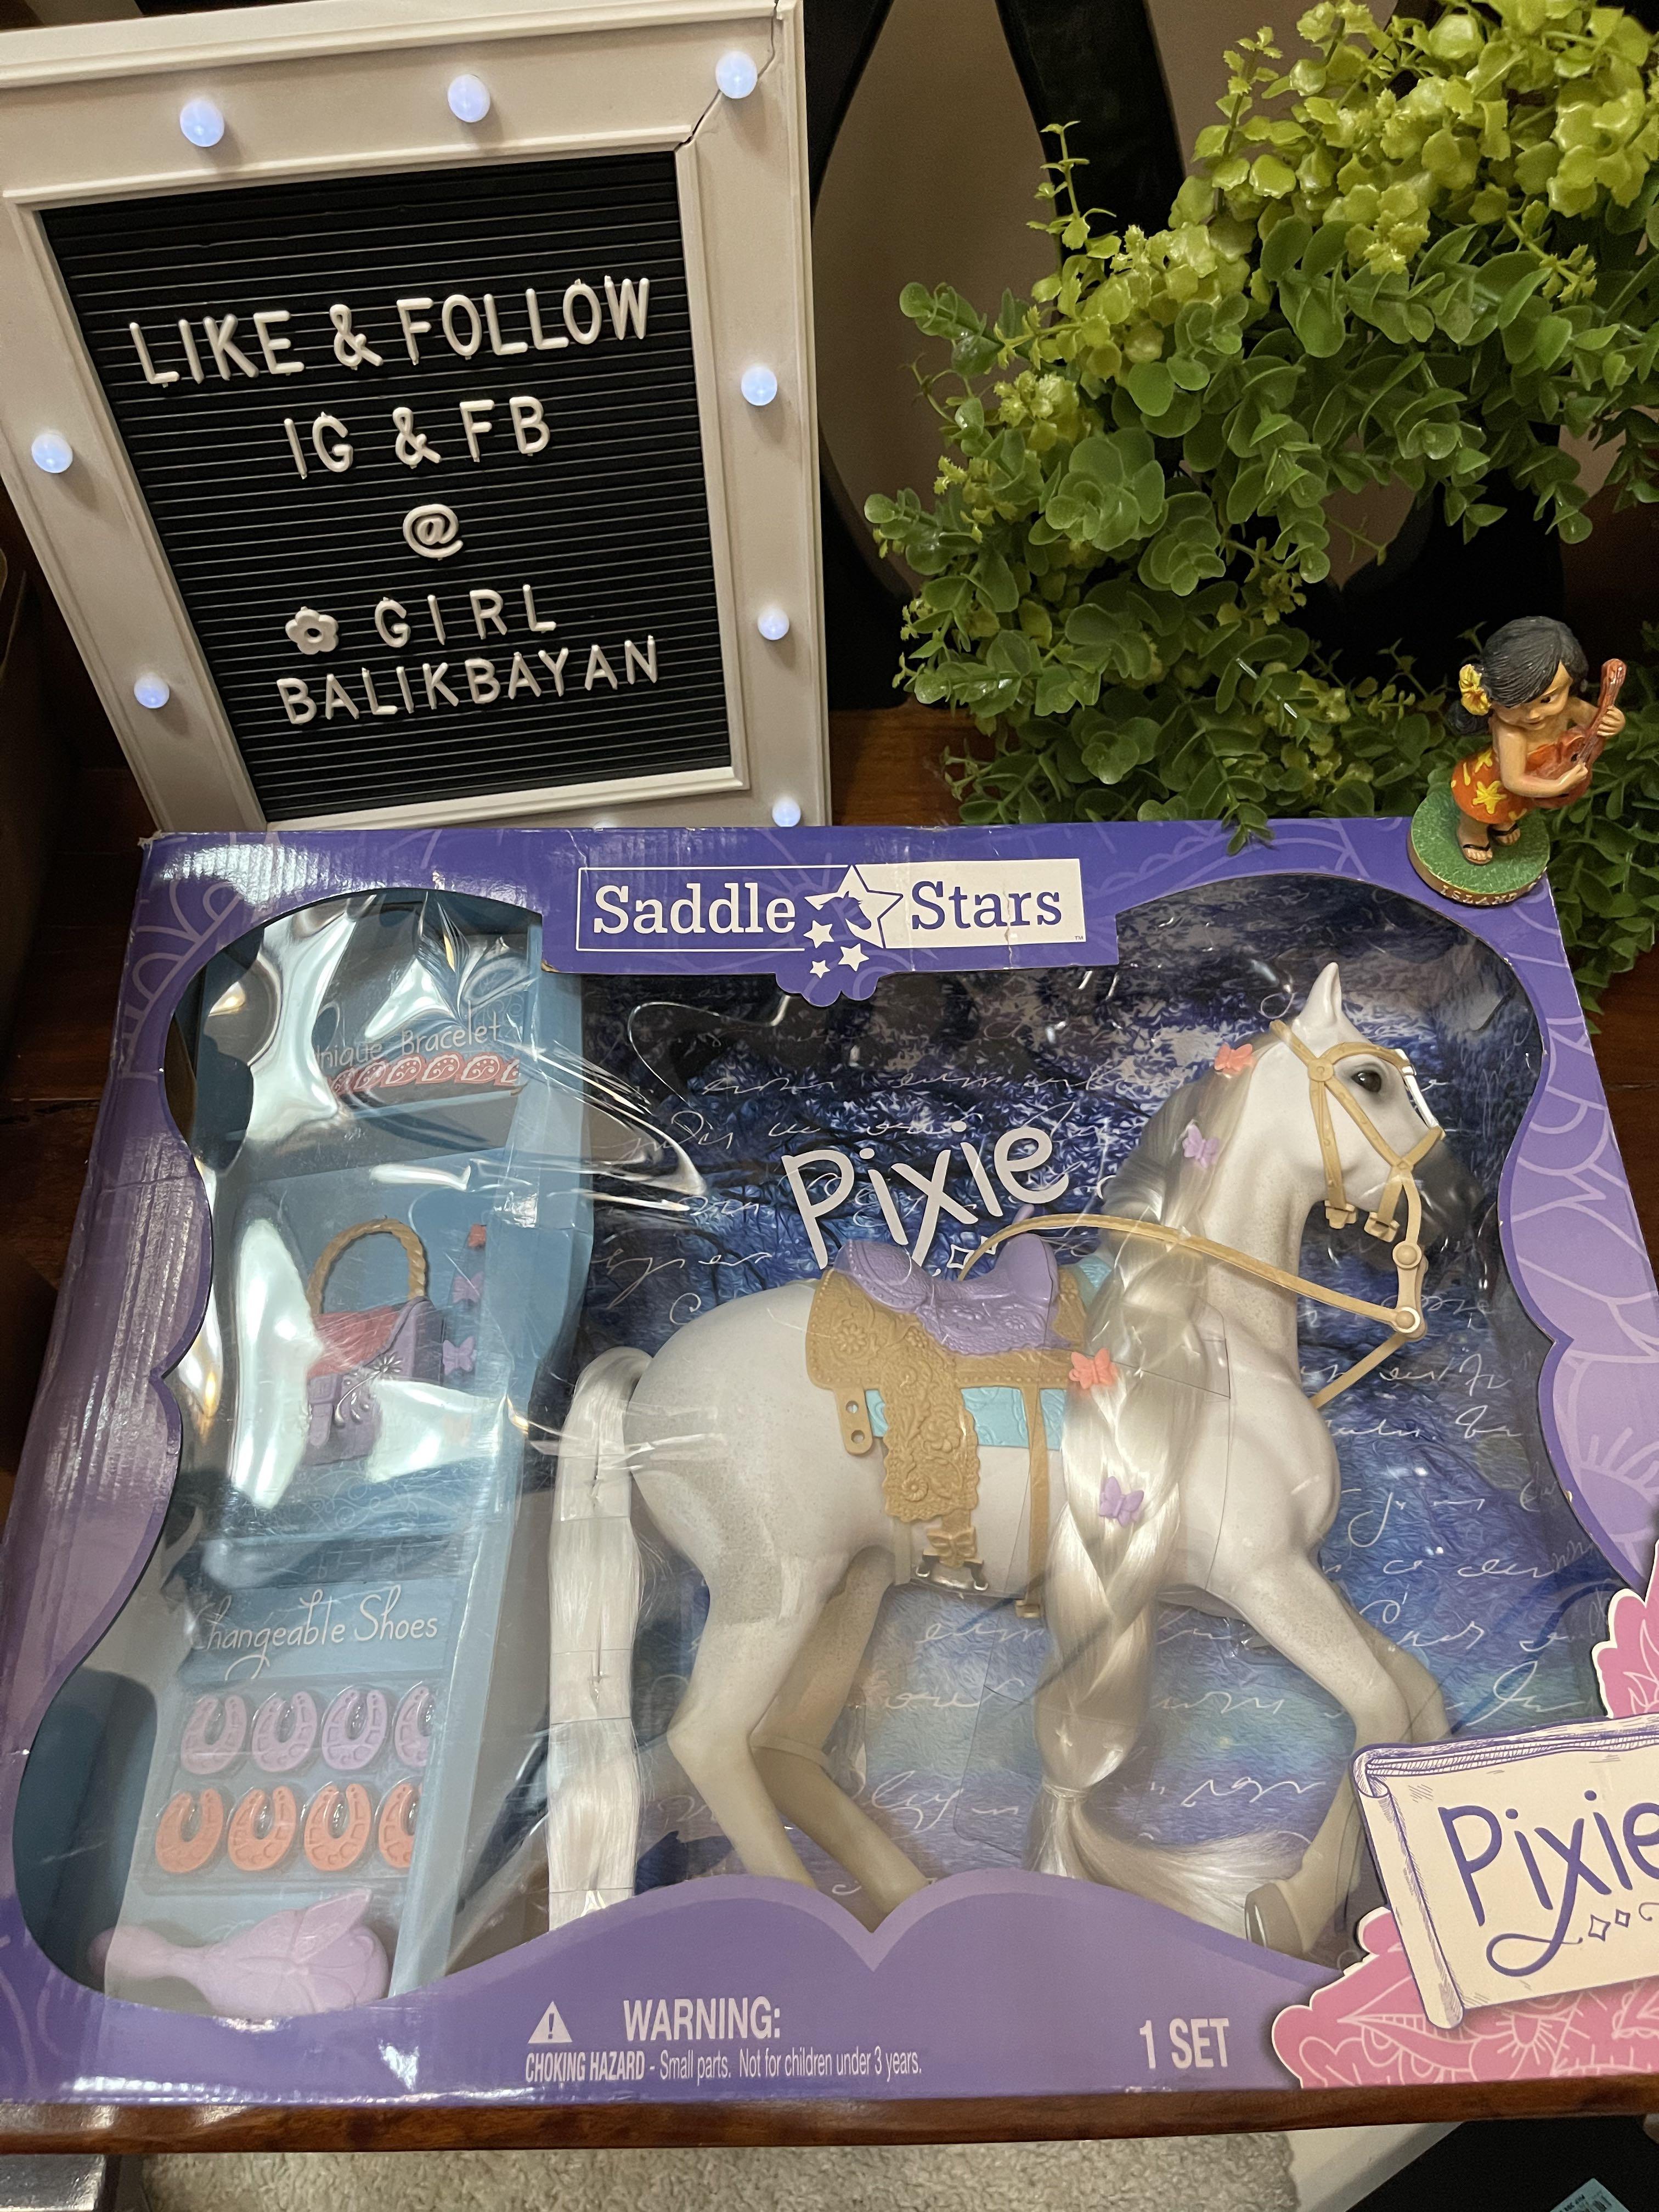 LIKE & FOLLOW
IG & FB
@
GIRL
BALIKBAYAN
Saddle Stars
TM
Bracelet
Pixie
Changeable Shoes
Pixie
WARNING:
CHOKING HAZARD - Small parts. Not for children under 3 years.
1 SET